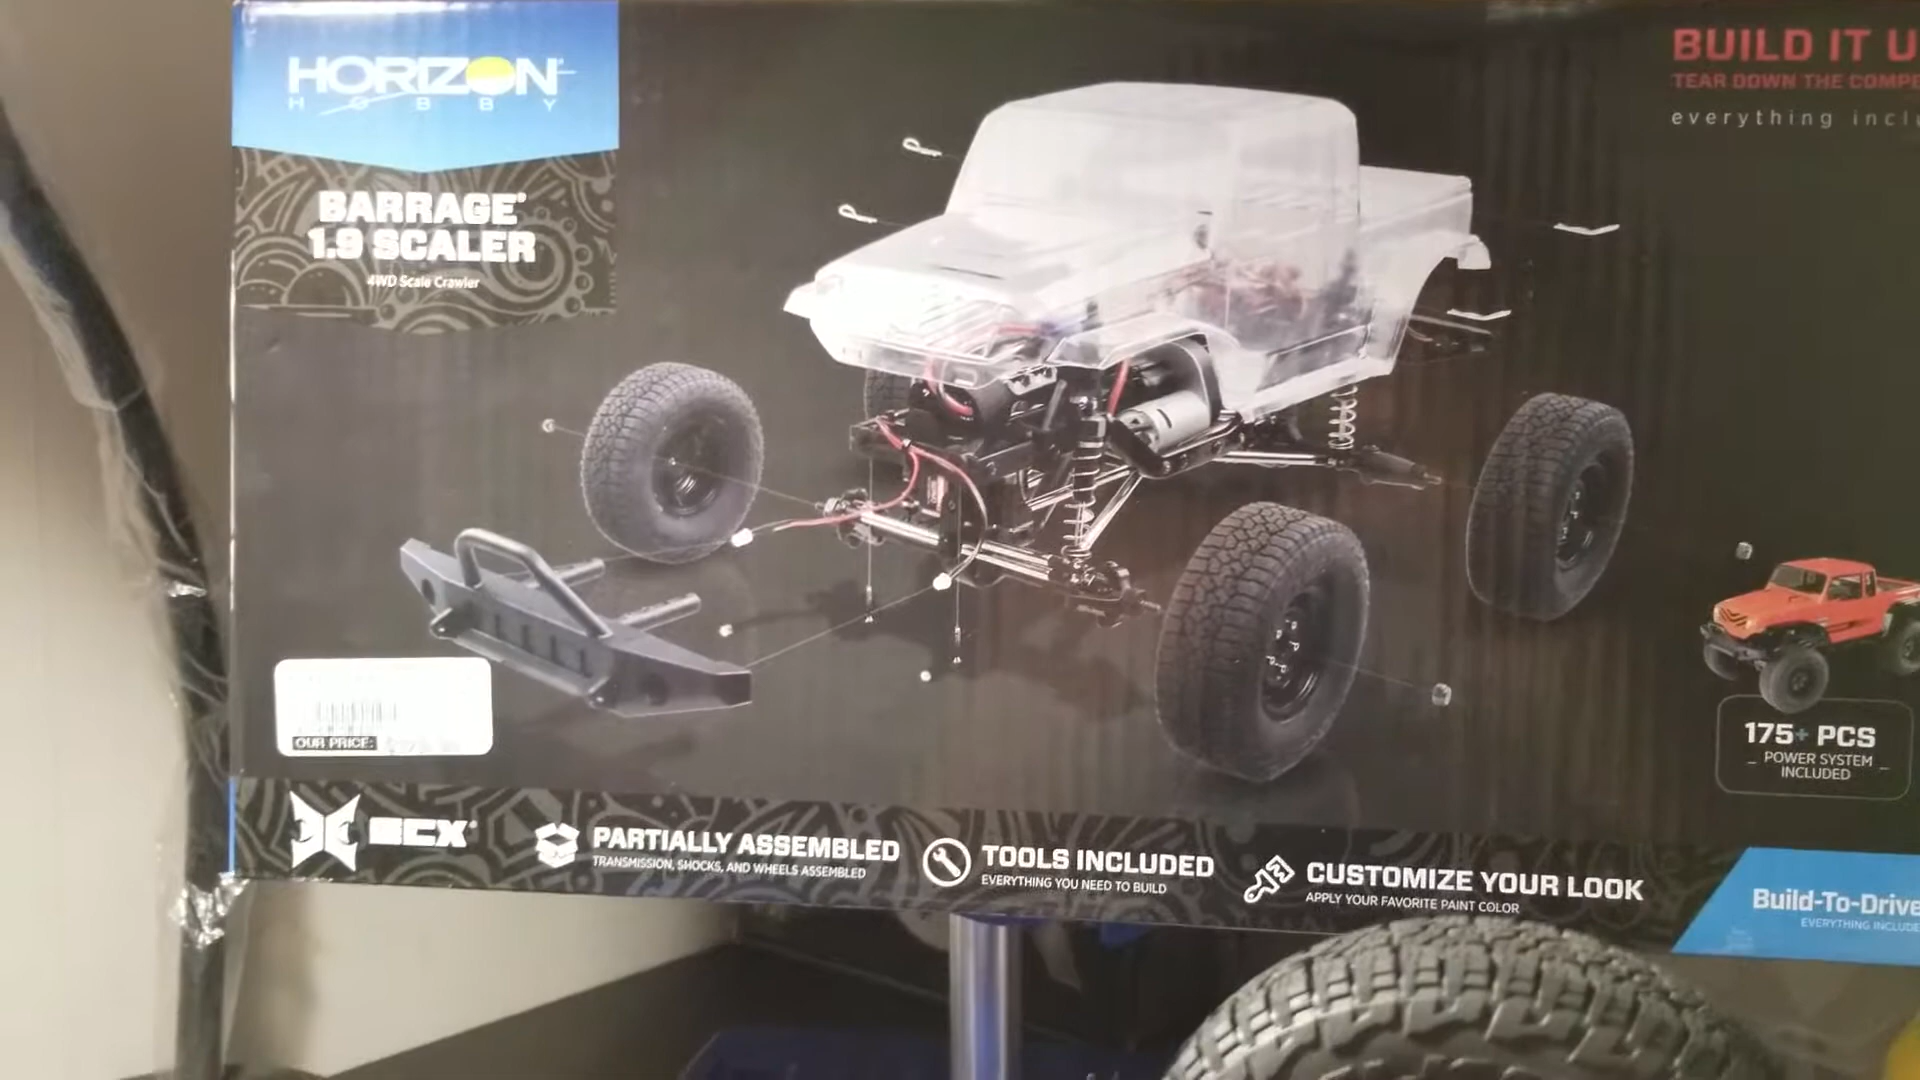 HORIZON
HOBBY
BARRAGE®
1.9 SCALER
4WD Scale Crawler
BUILD IT U
TEAR DOWN THE COMPE
everything inclu
OUR PRICE:
175+ PCS
POWER SYSTEM
INCLUDED
ECX®
PARTIALLY ASSEMBLED
TRANSMISSION, SHOCKS, AND WHEELS ASSEMBLED
TOOLS INCLUDED
EVERYTHING YOU NEED TO BUILD
CUSTOMIZE YOUR LOOK
APPLY YOUR FAVORITE PAINT COLOR
Build-To-Drive
EVERYTHING INCLUDE